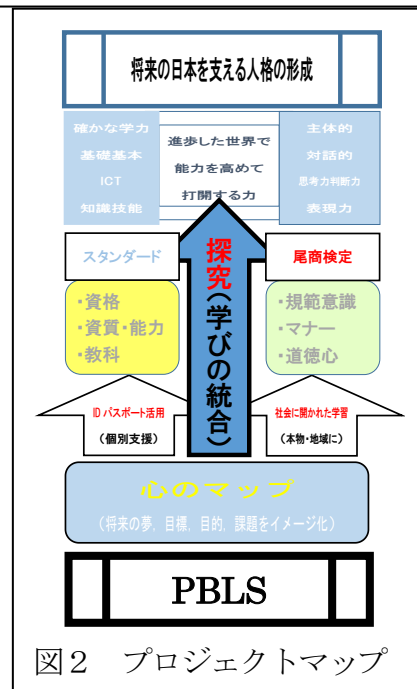 将来の日本を支える人格の形成
確かな学力
基礎基本
ICT
知識技能
進歩した世界で
能力を高めて
打開する力
主体的
対話的
思考力判断力
表現力
スタンダード
尾商検定
探究(学びの統合)
・資格
・資質・能力
・教科
・規範意識
・マナー
・道徳心
ID パスポート活用
(個別支援)
社会に開かれた学習
(本物・地域に)
心のマップ
(将来の夢, 目標, 目的, 課題をイメージ化)
PBLS
図2 プロジェクトマップ